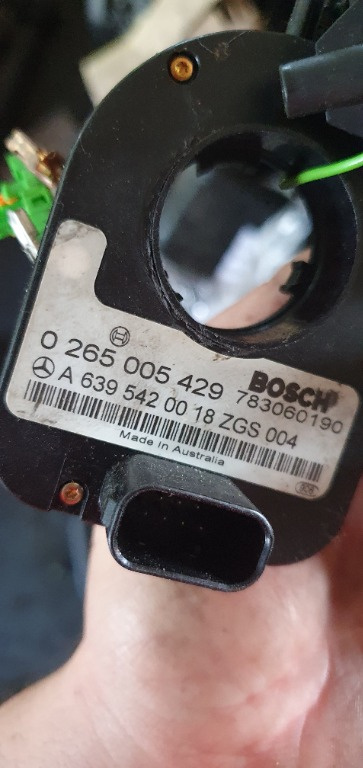 0 265 005 429 BOSCH
A 639 542 00 18 ZGS 004 783060190
Made in Australia